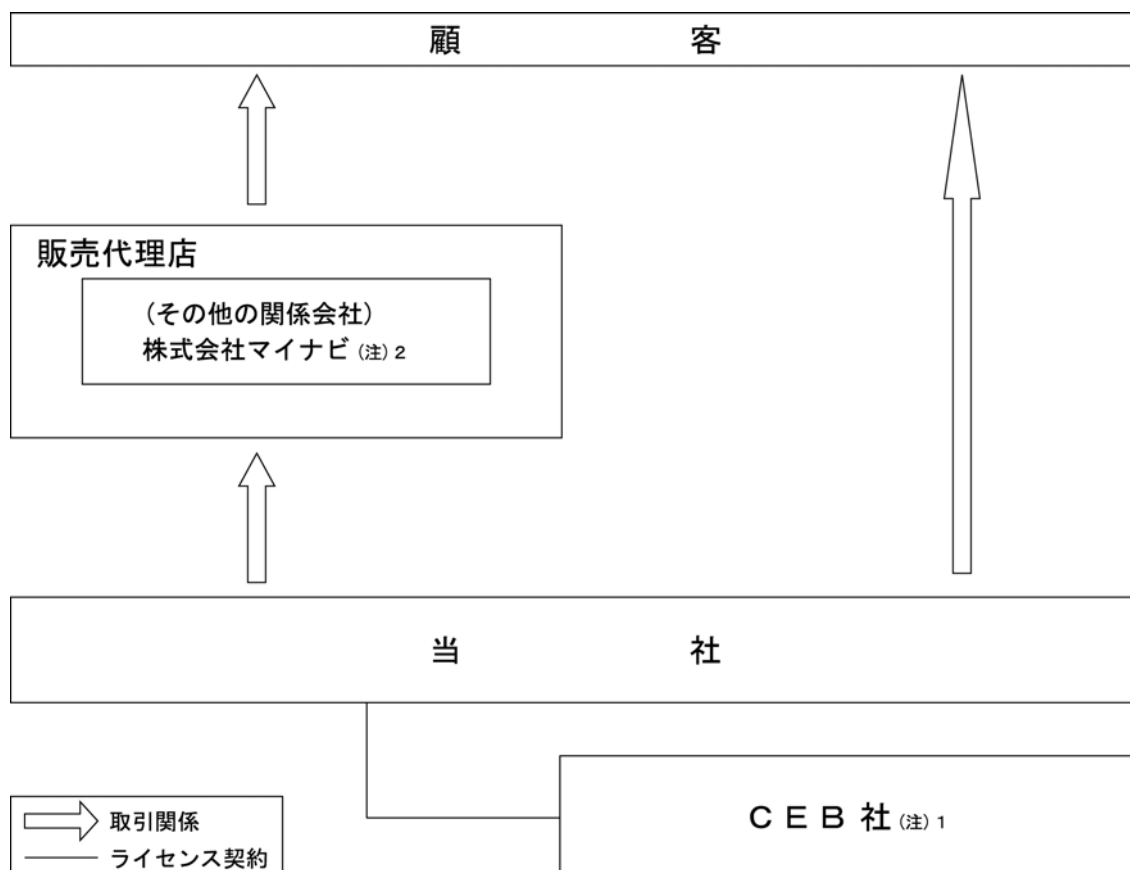 顧客
販売代理店
(その他の関係会社)
株式会社マイナビ(注)2
当社
CEB社(注)1
取引関係
ライセンス契約